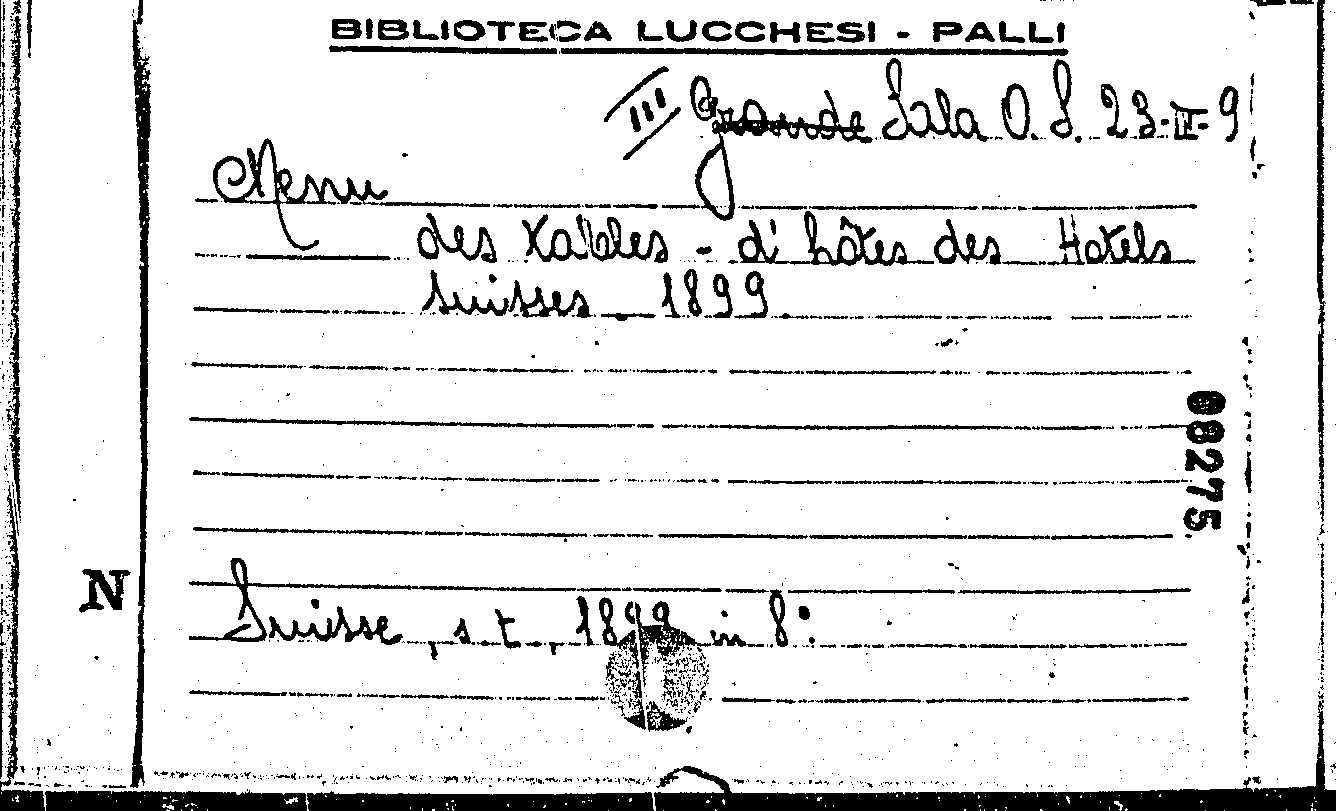 BIBLIOTECA LUCCHESI - PALLI
III Grande Sala O. S. 23-II-9
Menu
des tables - d'hôtes des Hotels
suisses. 1899.
08275
N
Suisse, s. t., 1899 in 8°.